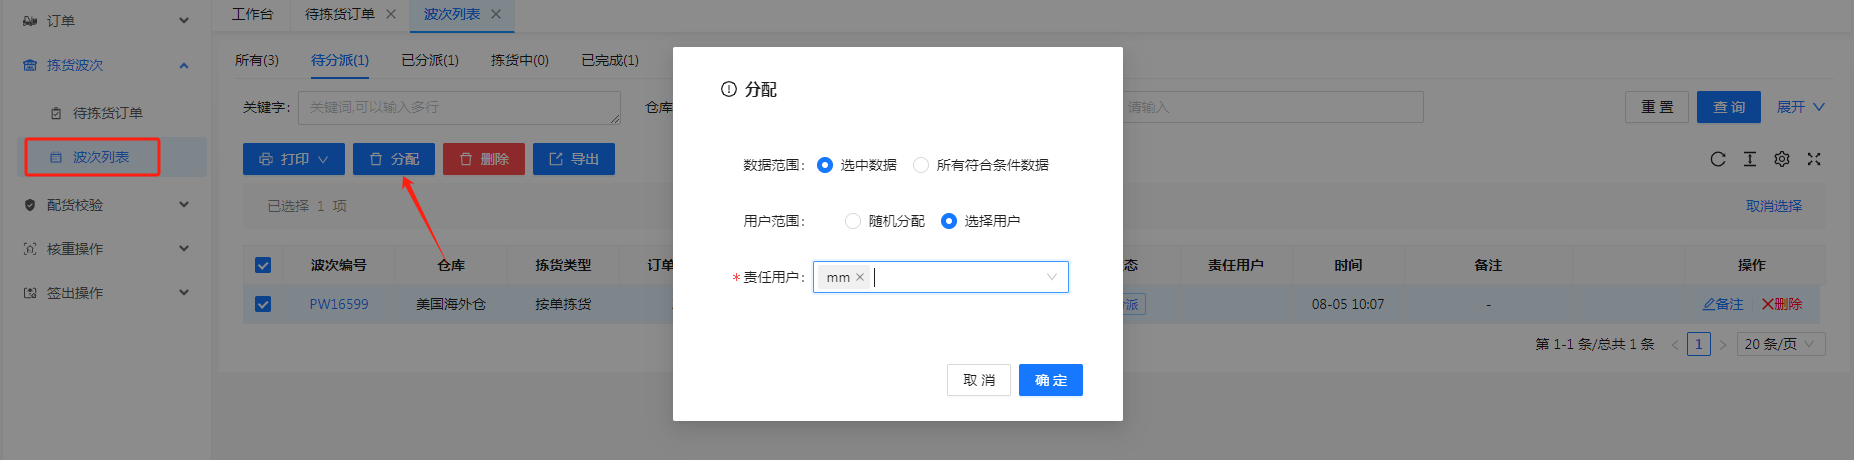 订单
拣货波次
待拣货订单
波次列表
配货校验
核重操作
签出操作
工作台 待拣货订单 波次列表
所有(3) 待分派(1) 已分派(1) 拣货中(0) 已完成(1)
关键字： 关键词,可以输入多行 仓库 请输入 重 置 查 询 展开
打印 分配 删除 导出
已选择 1 项 取消选择
波次编号 仓库 拣货类型 订单 态 责任用户 时间 备注 操作
PW16599 美国海外仓 按单拣货 派 08-05 10:07 - 备注 删除
第 1-1 条/总共 1 条 1 20 条/页
分配
数据范围： 选中数据 所有符合条件数据
用户范围： 随机分配 选择用户
*责任用户： mm
取 消 确 定